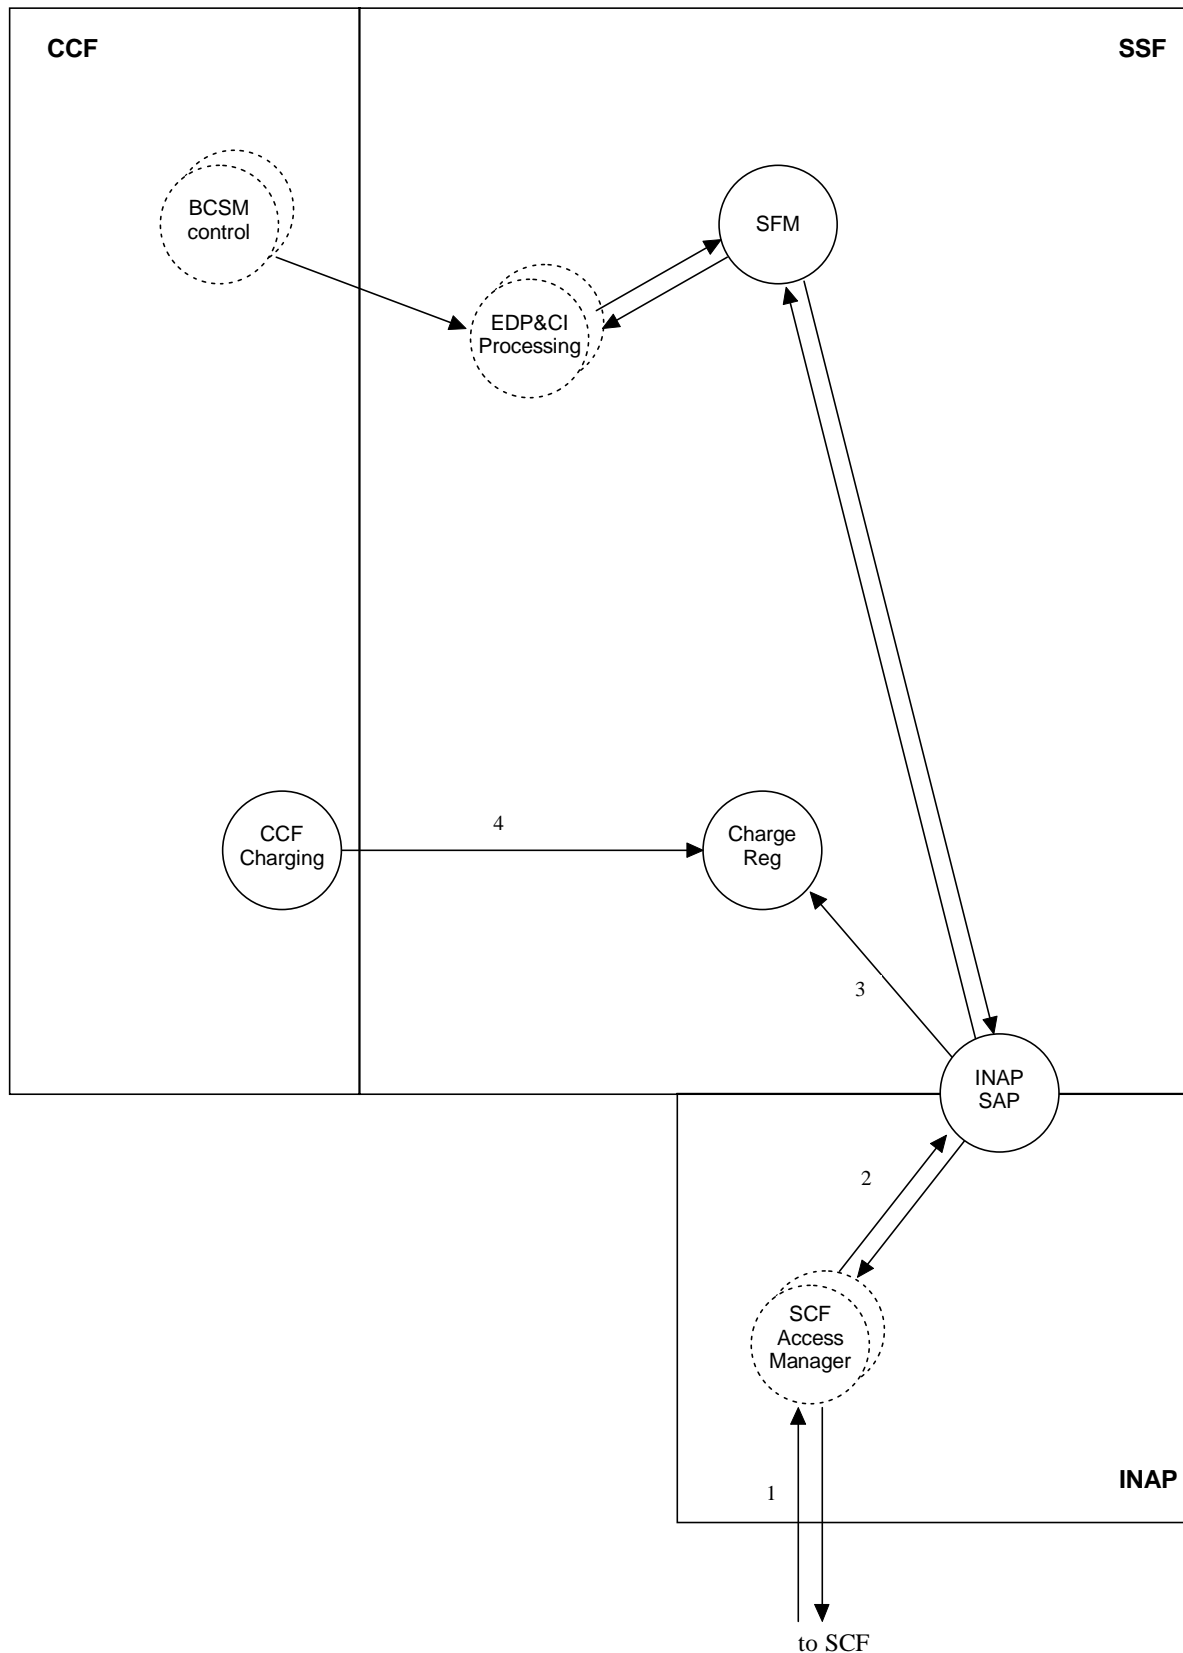 CCF
SSF
BCSM
control
SFM
EDP&CI
Processing
4
CCF
Charging
Charge
Reg
3
INAP
SAP
2
SCF
Access
Manager
INAP
1
to SCF